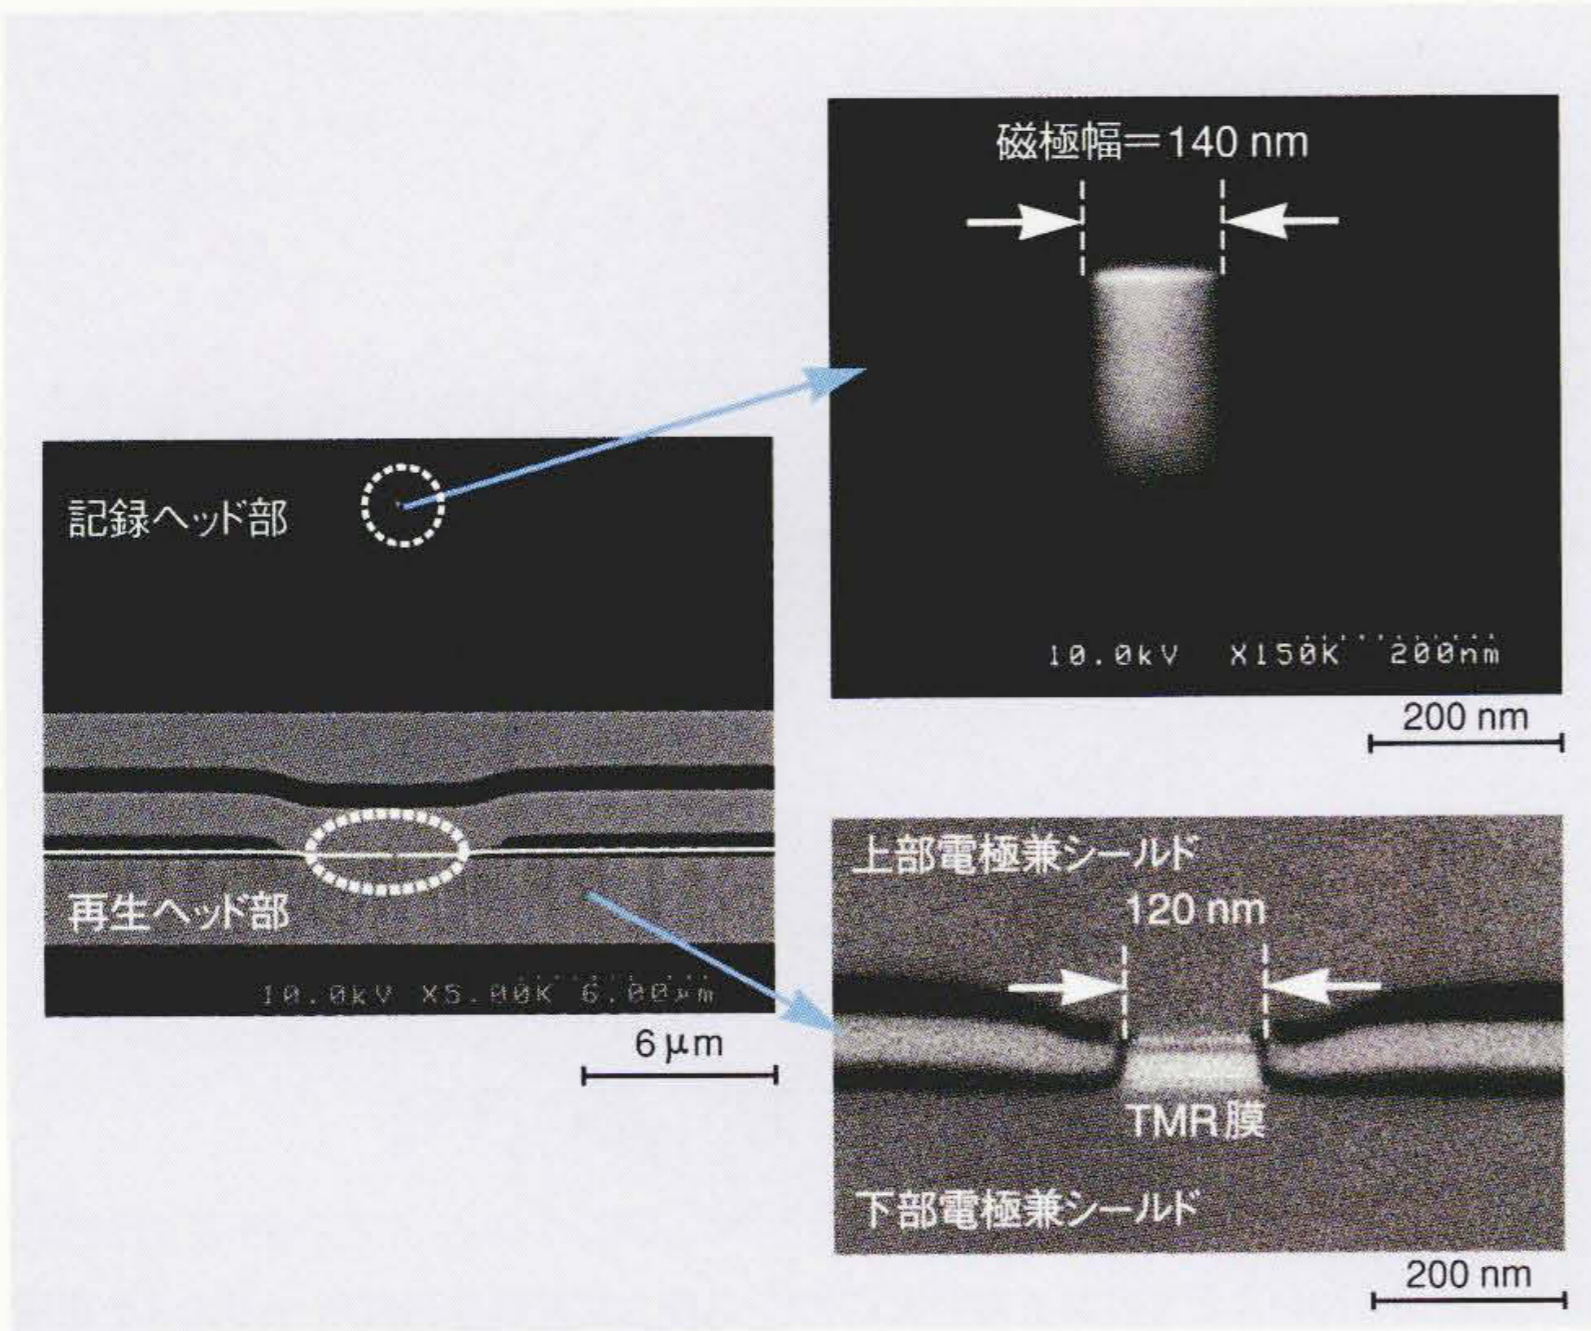 記録ヘッド部
再生ヘッド部
10.0kV X5.00K 6.00μm
6 μm
磁極幅＝140 nm
10.0kV X150K 200nm
200 nm
上部電極兼シールド
120 nm
TMR膜
下部電極兼シールド
200 nm